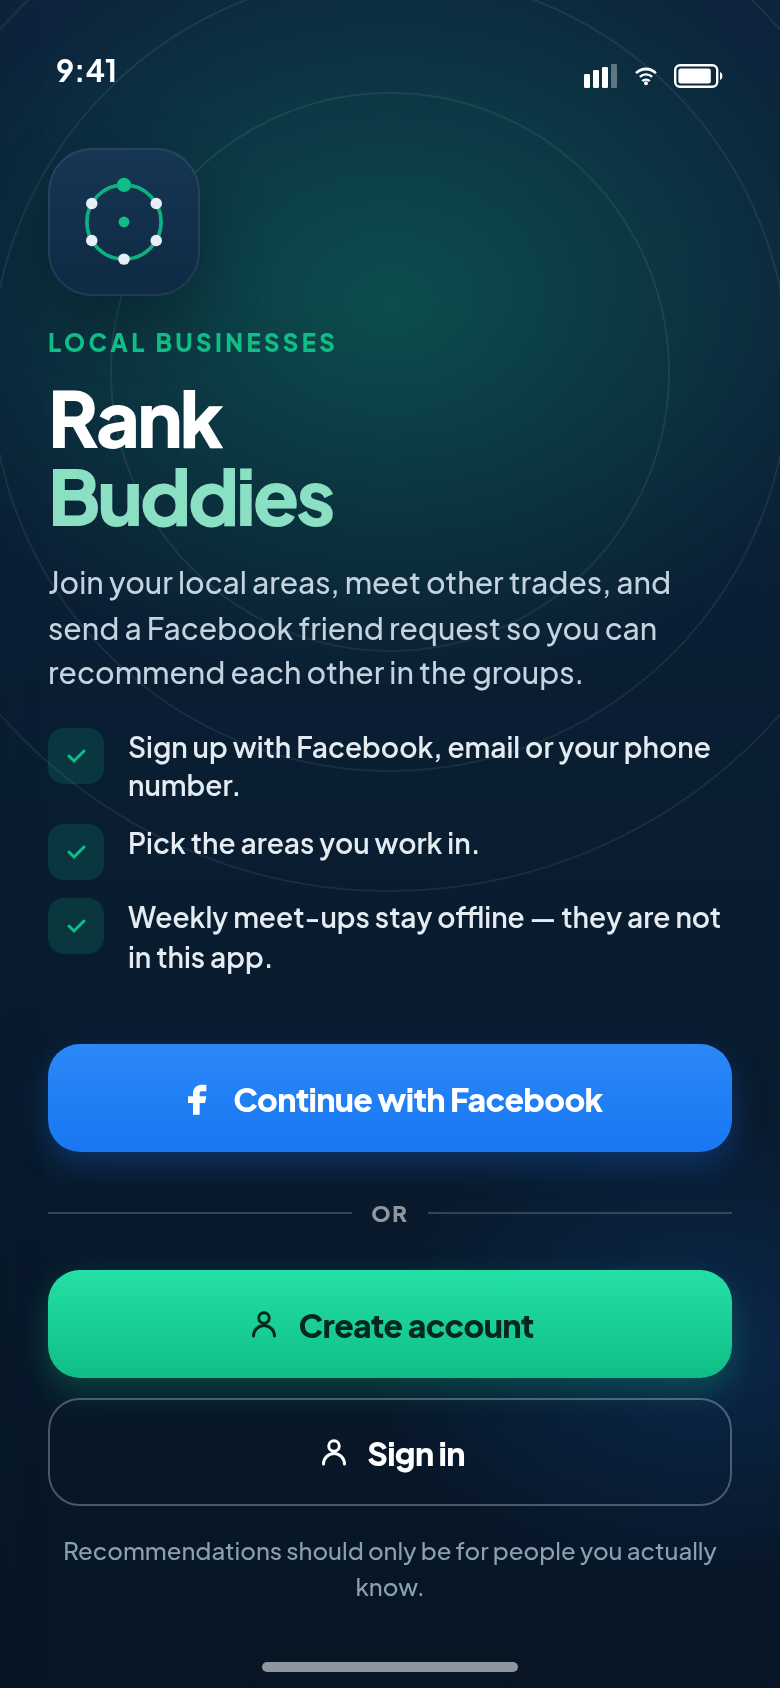 9:41
LOCAL BUSINESSES
Rank
Buddies
Join your local areas, meet other trades, and
send a Facebook friend request so you can
recommend each other in the groups.
Sign up with Facebook, email or your phone
number.
Pick the areas you work in.
Weekly meet-ups stay offline — they are not
in this app.
Continue with Facebook
OR
Create account
Sign in
Recommendations should only be for people you actually
know.